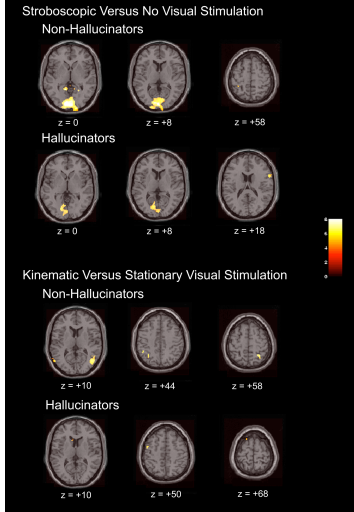 Stroboscopic Versus No Visual Stimulation
Non-Hallucinators
z = 0 z = +8 z = +58
Hallucinators
z = 0 z = +8 z = +18
Kinematic Versus Stationary Visual Stimulation
Non-Hallucinators
z = +10 z = +44 z = +58
Hallucinators
z = +10 z = +50 z = +68